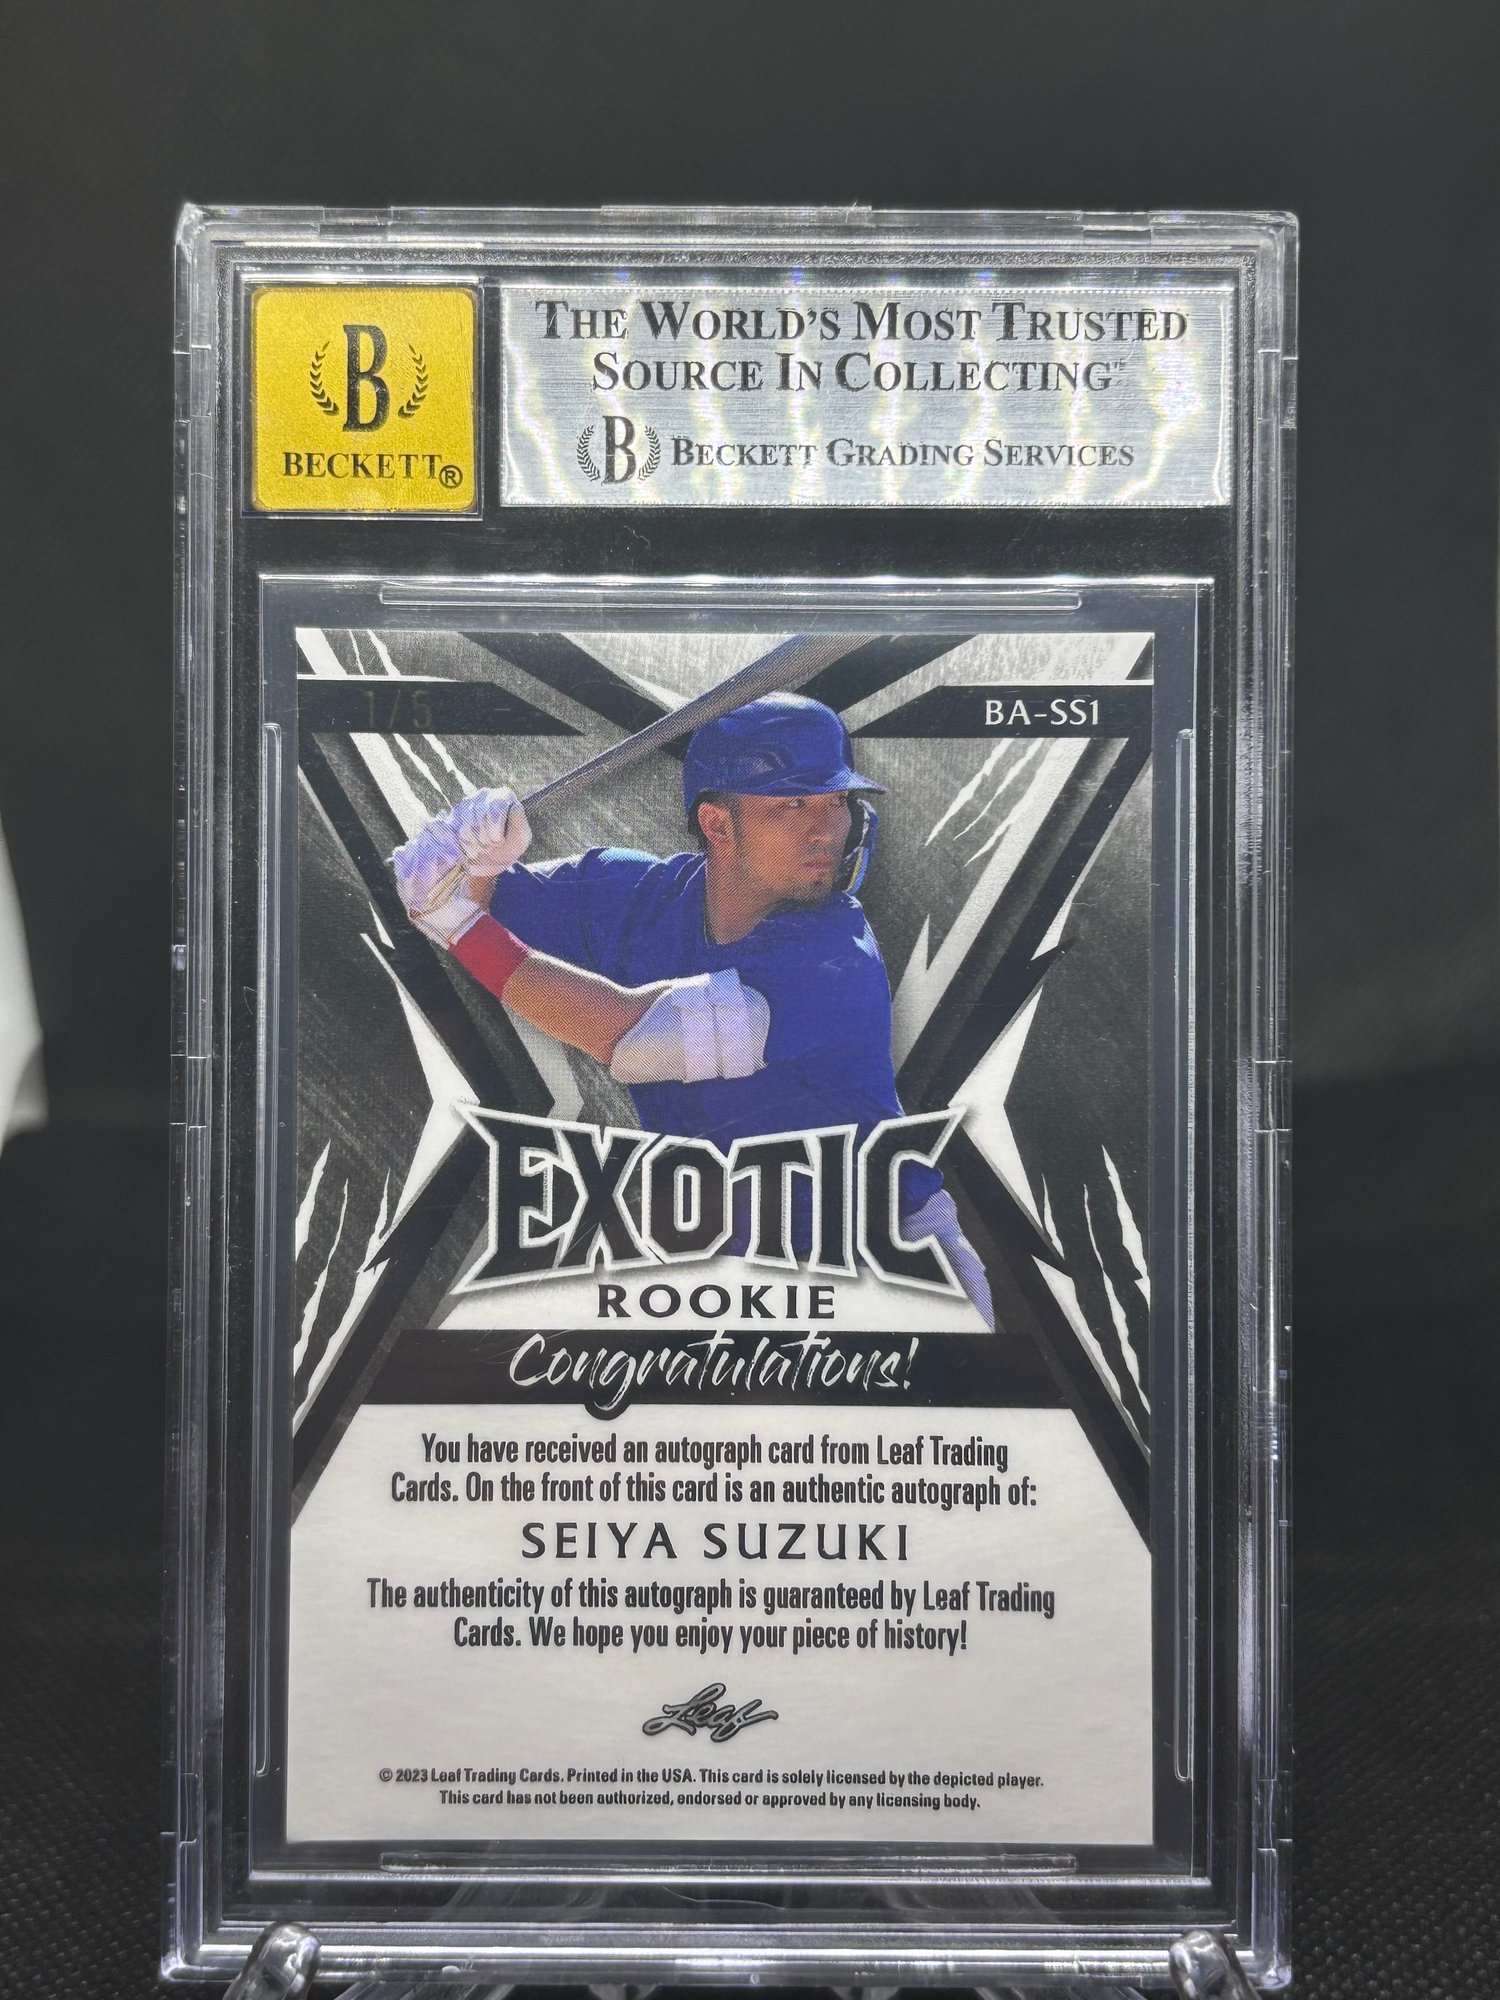 B
BECKETT®
THE WORLD'S MOST TRUSTED
SOURCE IN COLLECTING™
B BECKETT GRADING SERVICES
1/5
BA-SS1
EXOTIC
ROOKIE
Congratulations!
You have received an autograph card from Leaf Trading
Cards. On the front of this card is an authentic autograph of:
SEIYA SUZUKI
The authenticity of this autograph is guaranteed by Leaf Trading
Cards. We hope you enjoy your piece of history!
Leaf
© 2023 Leaf Trading Cards. Printed in the USA. This card is solely licensed by the depicted player.
This card has not been authorized, endorsed or approved by any licensing body.